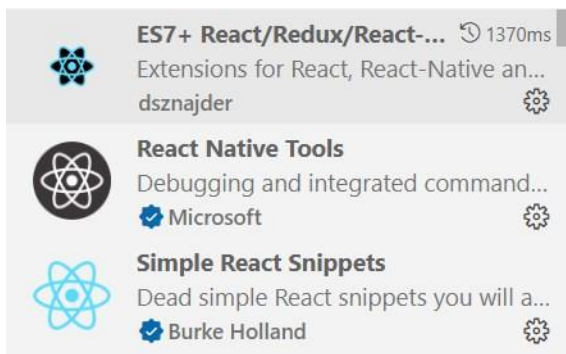 ES7+ React/Redux/React-... 1370ms
Extensions for React, React-Native an...
dsznajder
React Native Tools
Debugging and integrated command...
Microsoft
Simple React Snippets
Dead simple React snippets you will a...
Burke Holland